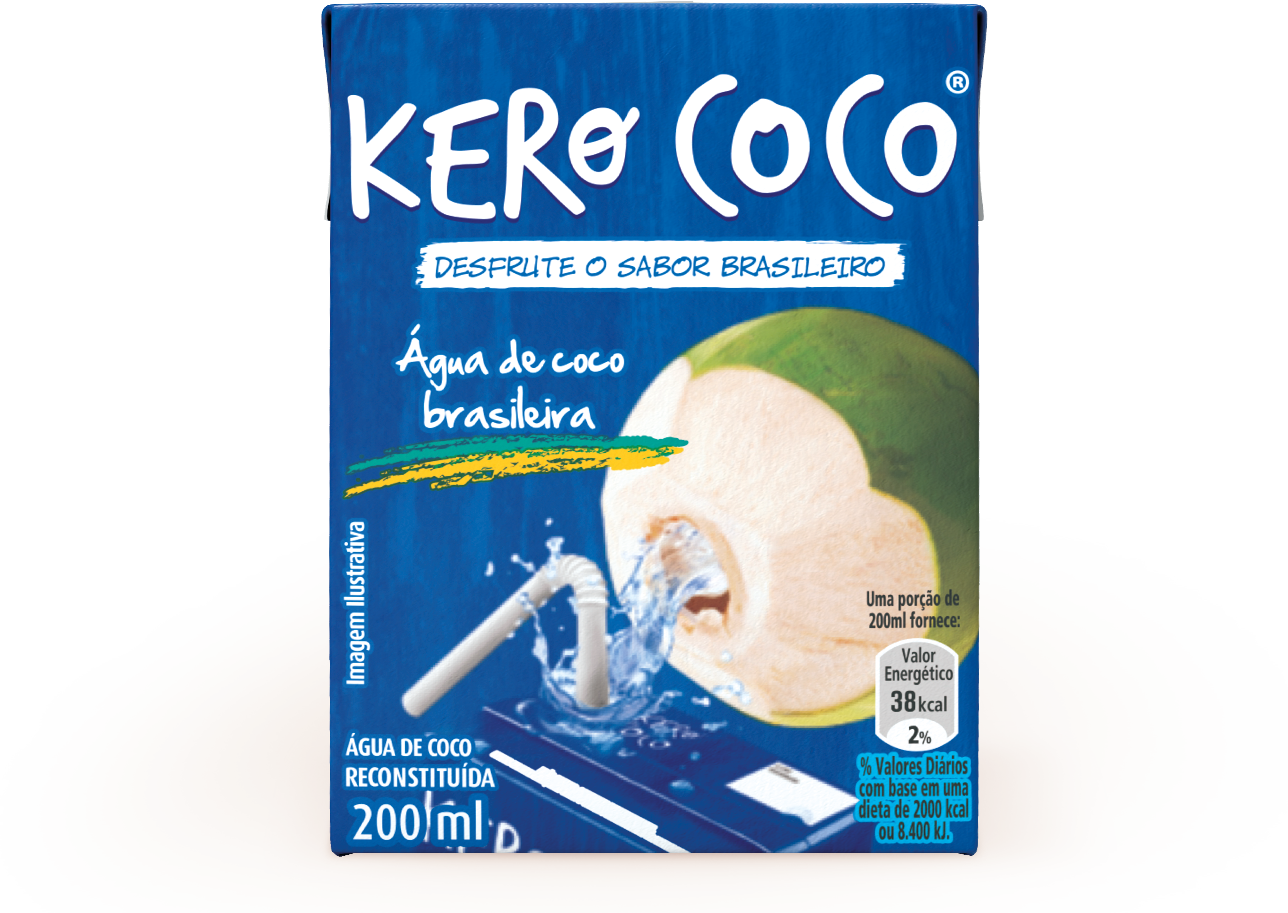 KERO COCO®
DESFRUTE O SABOR BRASILEIRO
Água de coco
brasileira
Imagem Ilustrativa
Uma porção de
200ml fornece:
Valor
Energético
38kcal
2%
% Valores Diários
com base em uma
dieta de 2000 kcal
ou 8.400 kJ.
KERO
COCO
ÁGUA DE COCO
RECONSTITUÍDA
200 ml